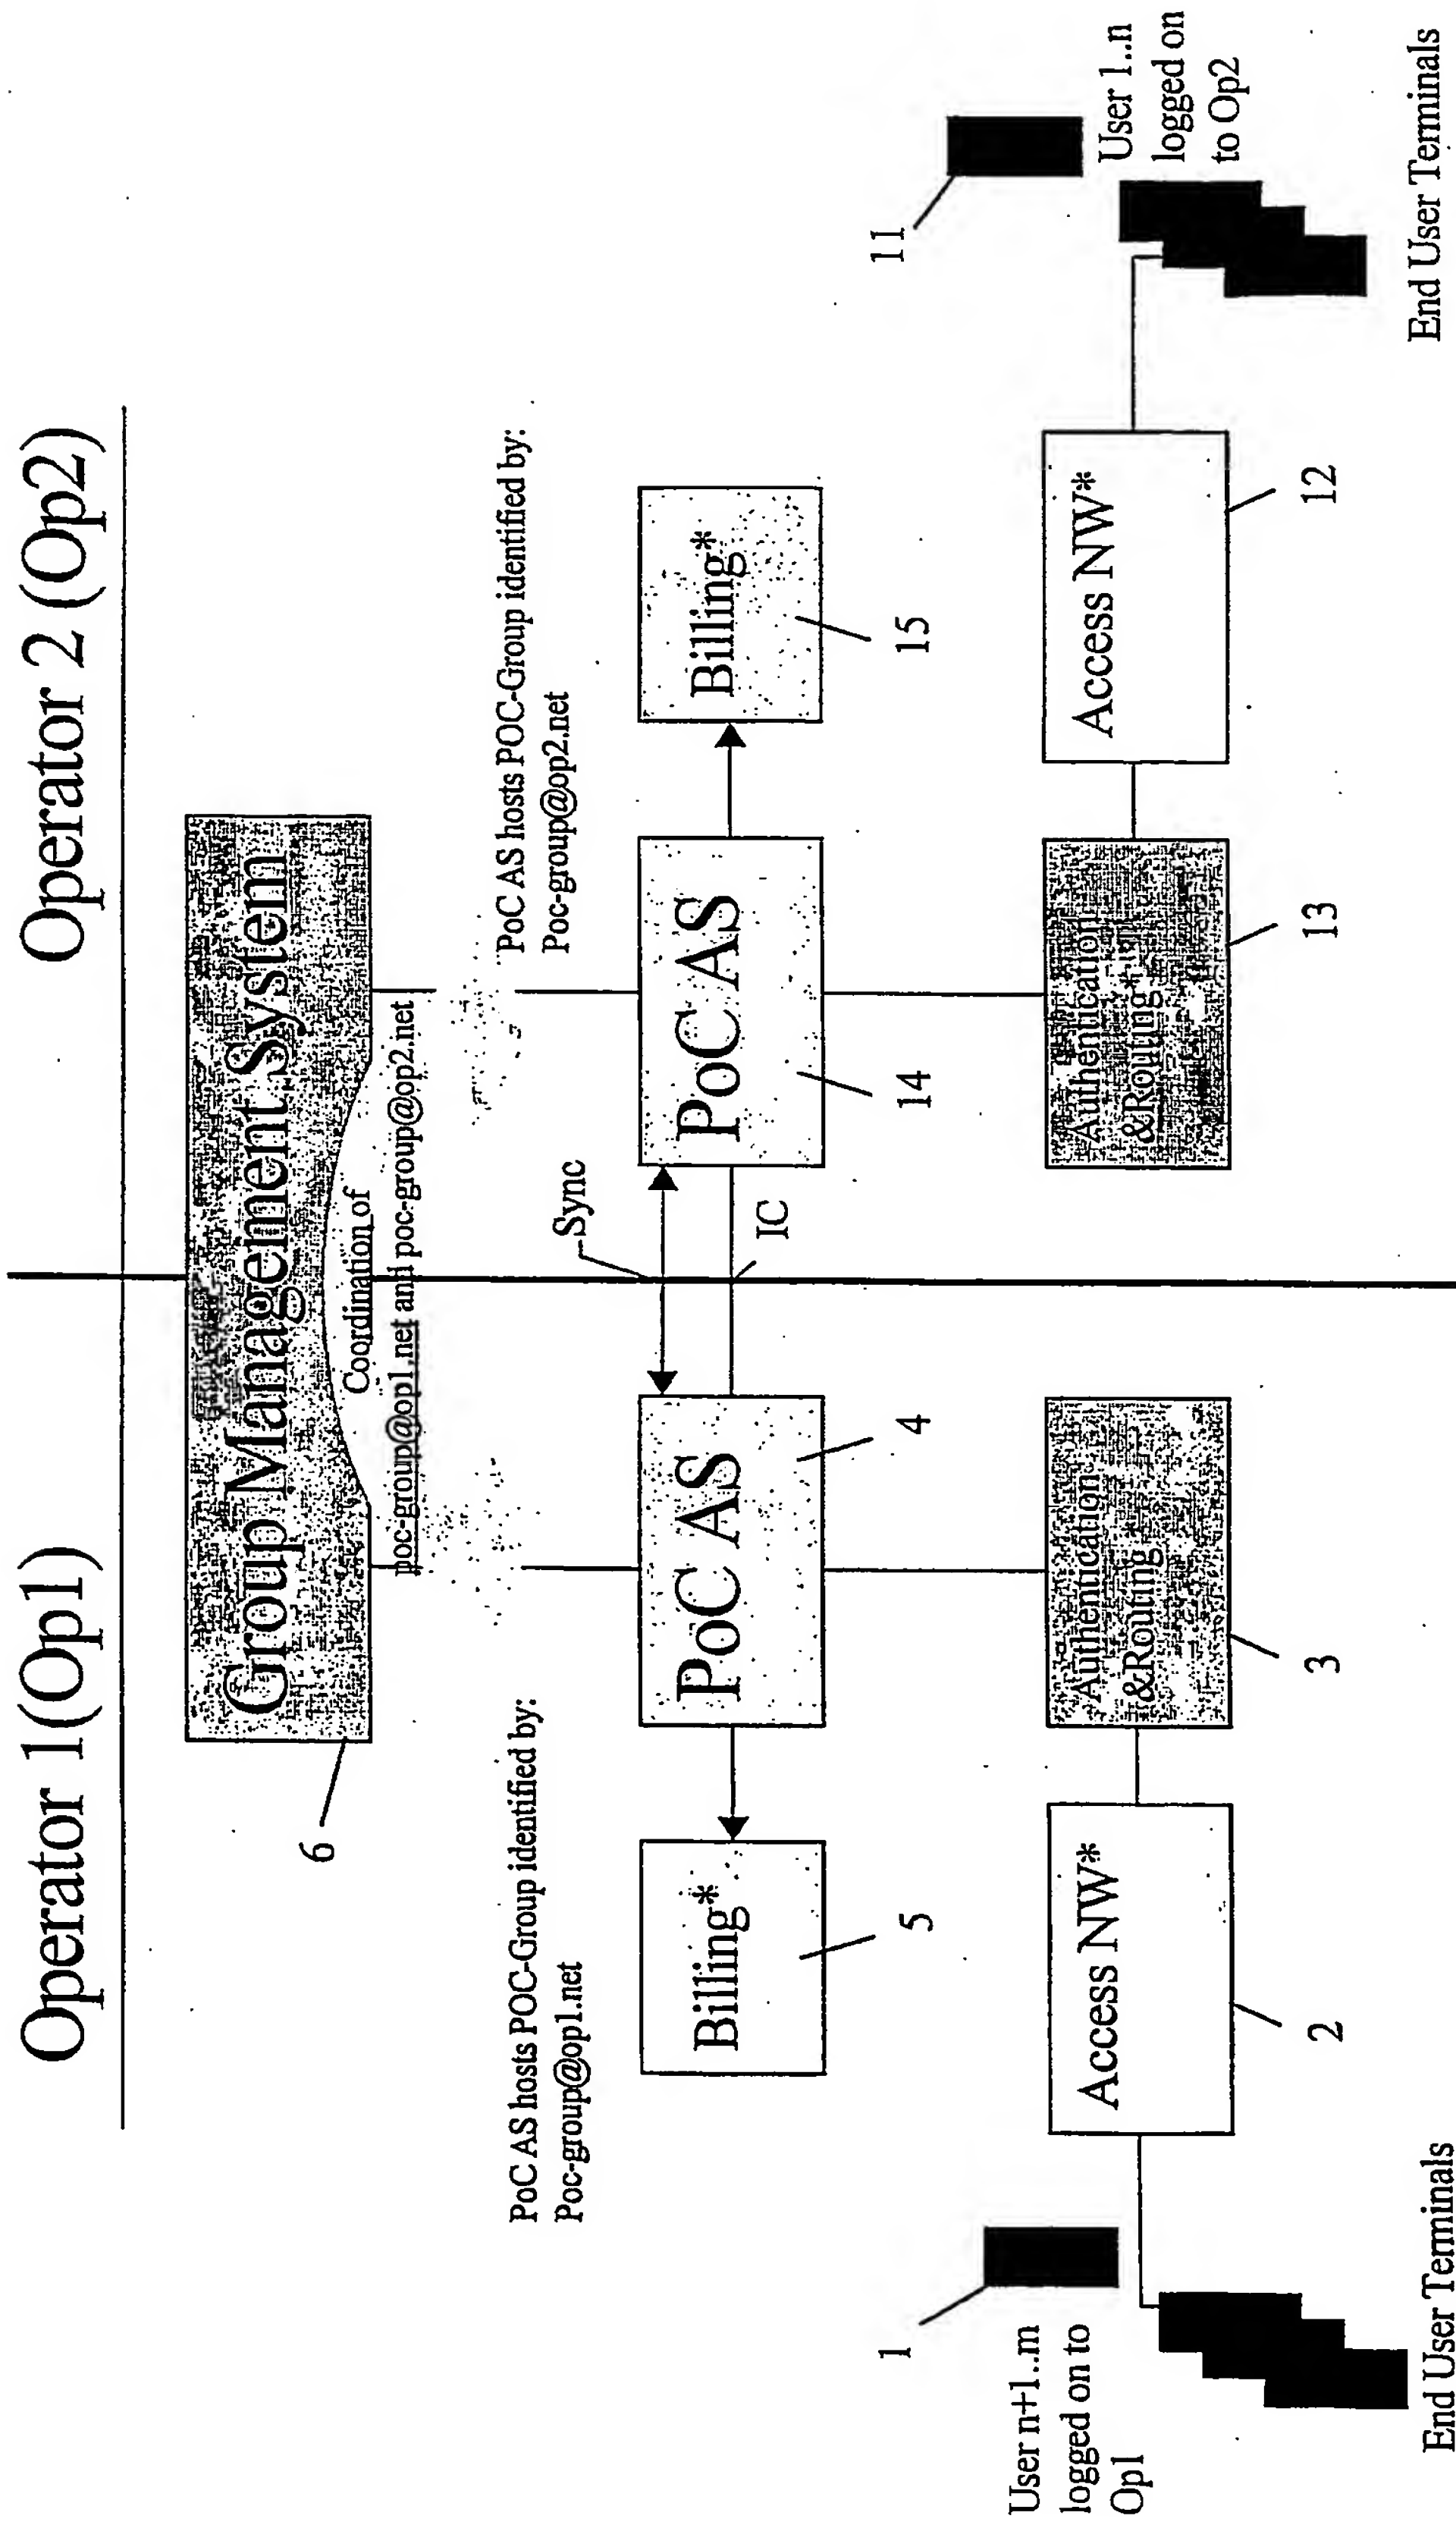 Operator 1(Op1)
Operator 2 (Op2)
Group Management System
6
Coordination of
poc-group@op1.net and poc-group@op2.net
PoC AS hosts POC-Group identified by:
Poc-group@op1.net
PoC AS hosts POC-Group identified by:
Poc-group@op2.net
Sync
IC
Billing*
5
PoC AS
4
PoC AS
14
Billing*
15
1
User n+1..m
logged on to
Op1
Access NW*
2
Authentication
&Routing*
3
Authentication
&Routing*
13
Access NW*
12
11
User 1..n
logged on
to Op2
End User Terminals
End User Terminals